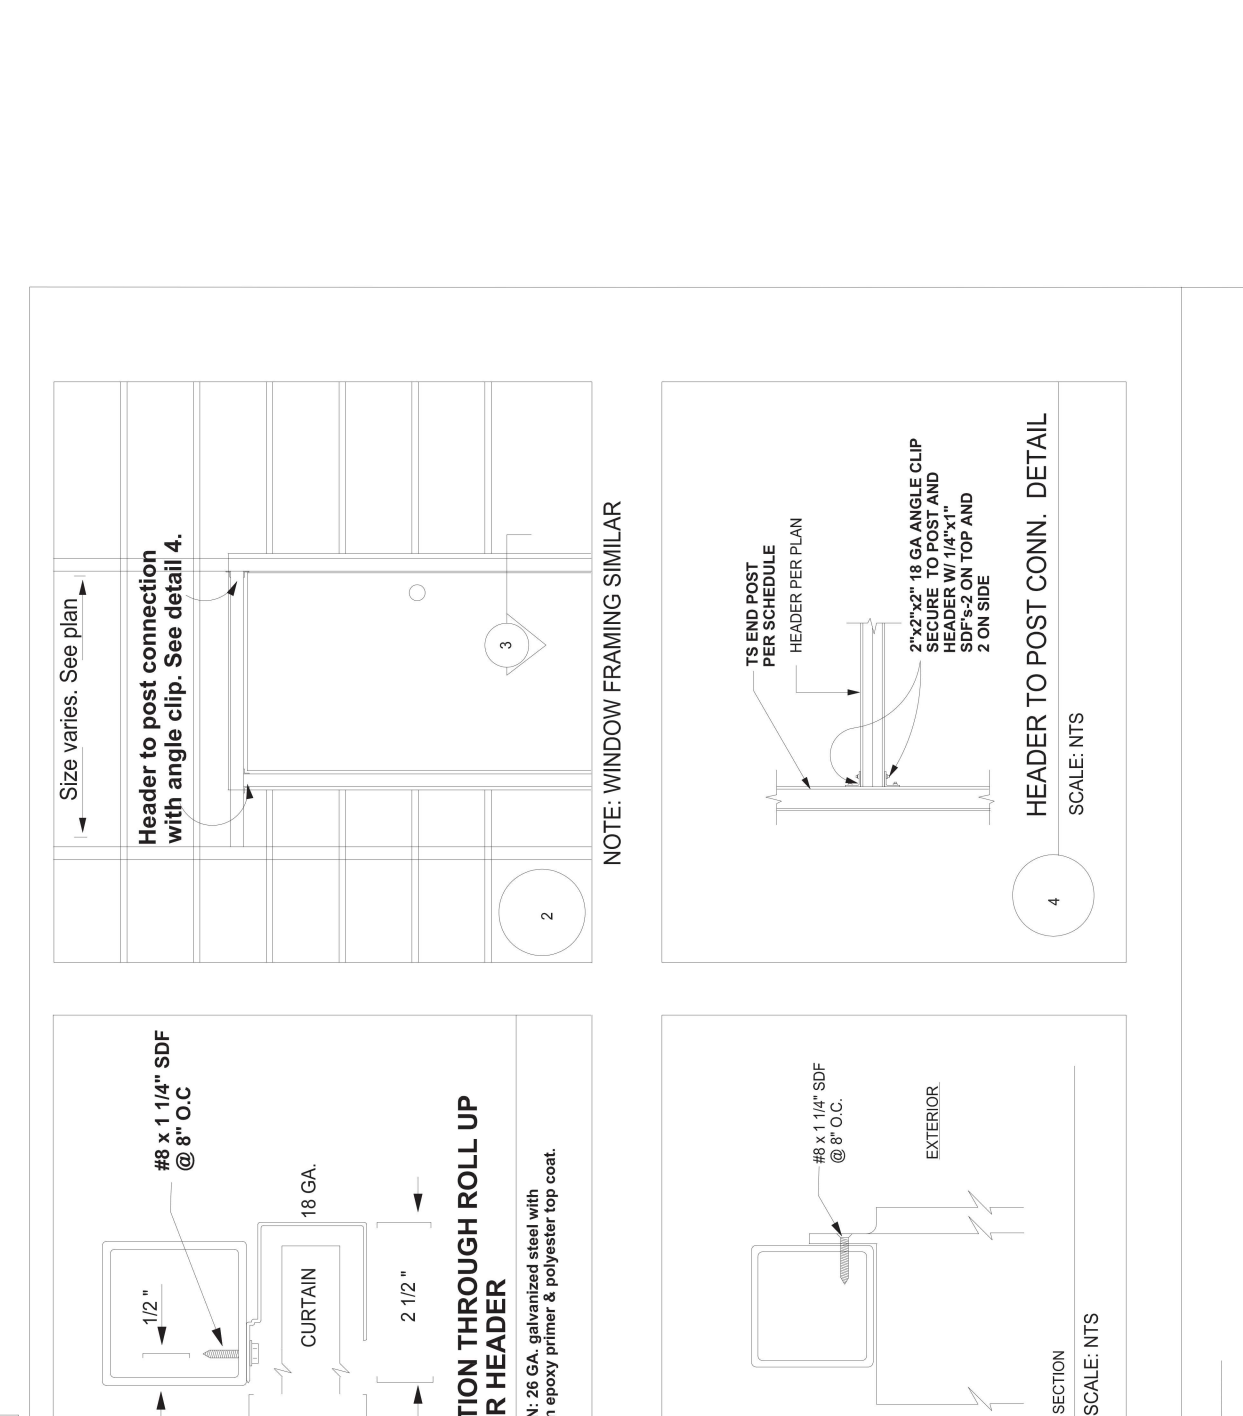 Size varies. See plan
Header to post connection
with angle clip. See detail 4.
3
2
NOTE: WINDOW FRAMING SIMILAR
TS END POST
PER SCHEDULE
HEADER PER PLAN
2"x2"x2" 18 GA ANGLE CLIP
SECURE TO POST AND
HEADER W/ 1/4"x1"
SDF's-2 ON TOP AND
2 ON SIDE
HEADER TO POST CONN. DETAIL
SCALE: NTS
4
#8 x 1 1/4" SDF
@ 8" O.C
1/2 "
18 GA.
CURTAIN
2 1/2 "
TION THROUGH ROLL UP
R HEADER
N: 26 GA. galvanized steel with
n epoxy primer & polyester top coat.
#8 x 1 1/4" SDF
@ 8" O.C.
EXTERIOR
SECTION
SCALE: NTS